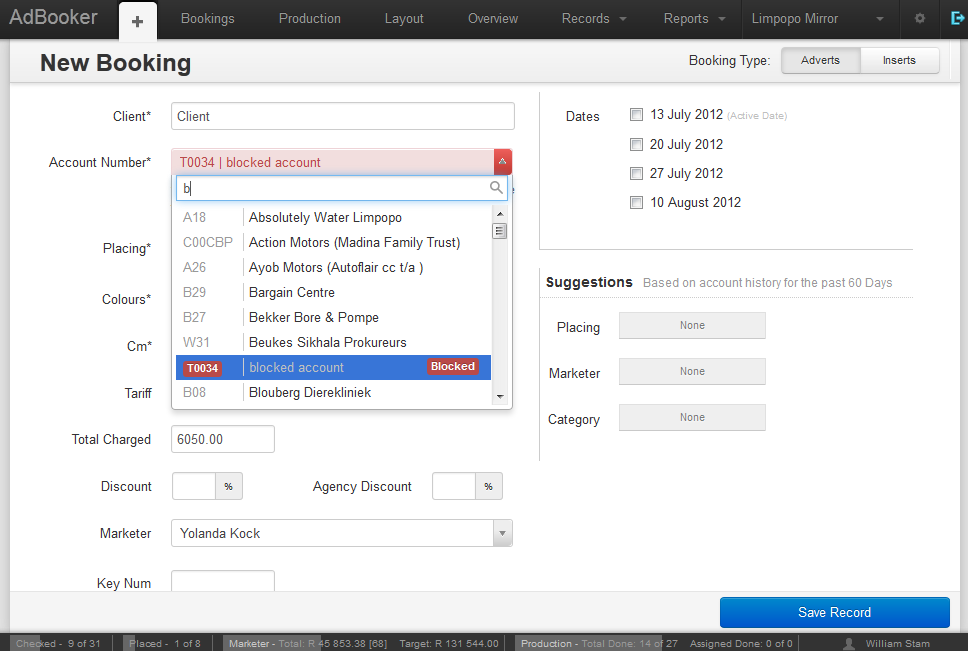 AdBooker + Bookings Production Layout Overview Records Reports Limpopo Mirror
New Booking Booking Type: Adverts Inserts
Client* Client
Account Number* T0034 | blocked account
b
A18 Absolutely Water Limpopo
C00CBP Action Motors (Madina Family Trust)
A26 Ayob Motors (Autoflair cc t/a )
B29 Bargain Centre
B27 Bekker Bore & Pompe
W31 Beukes Sikhala Prokureurs
T0034 blocked account Blocked
B08 Blouberg Dierekliniek
Placing*
Colours*
Cm*
Tariff
Total Charged 6050.00
Discount % Agency Discount %
Marketer Yolanda Kock
Key Num
Dates 13 July 2012 (Active Date)
20 July 2012
27 July 2012
10 August 2012
Suggestions Based on account history for the past 60 Days
Placing None
Marketer None
Category None
Save Record
Checked - 9 of 31 Placed - 1 of 8 Marketer - Total: R 45 853.38 [68] Target: R 131 544.00 Production - Total Done: 14 of 27 Assigned Done: 0 of 0 William Stam